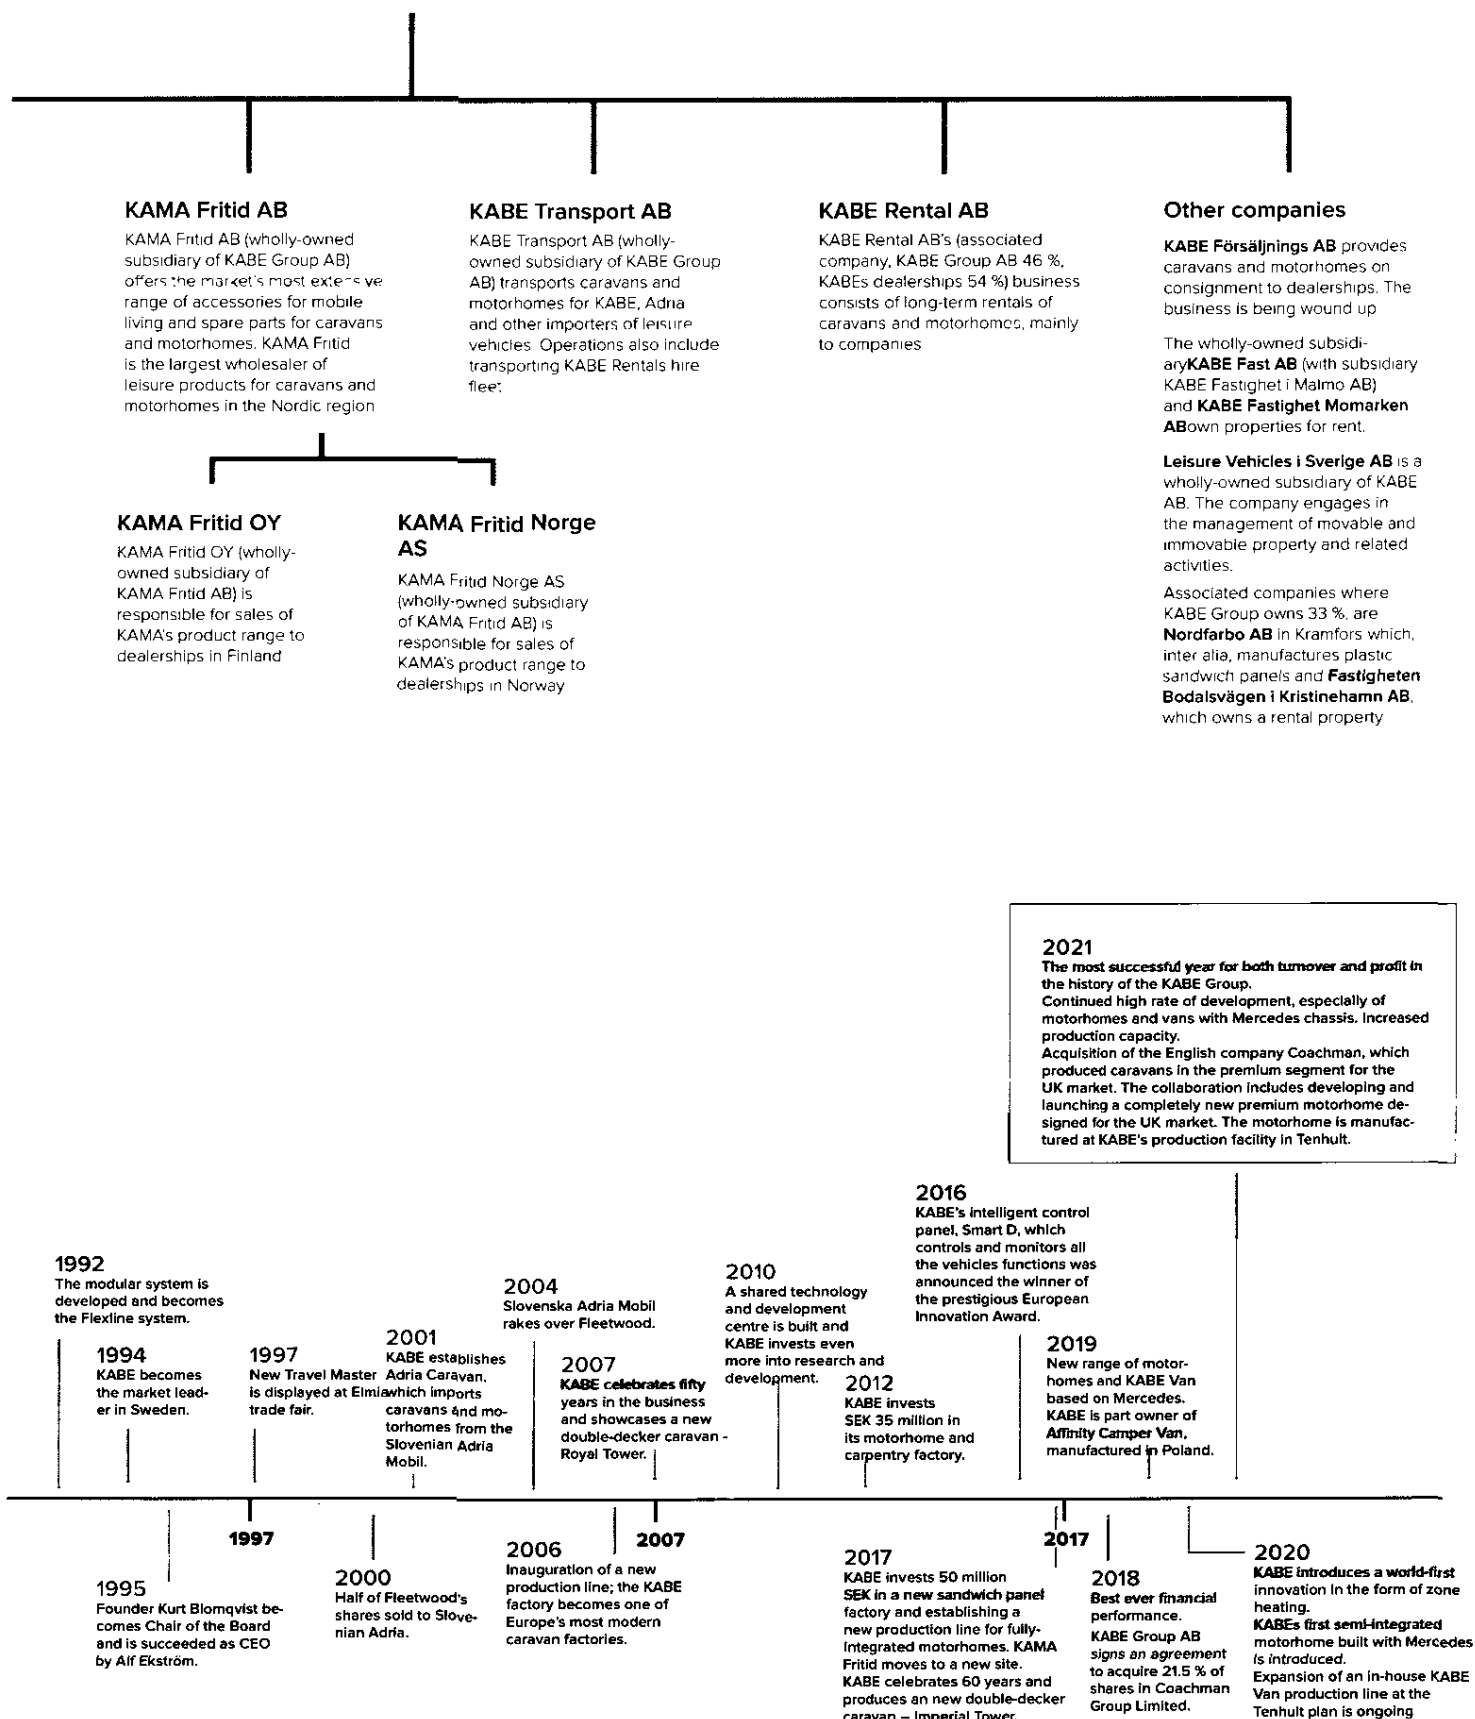 KAMA Fritid AB
KAMA Fritid AB (wholly-owned
subsidiary of KABE Group AB)
offers the market's most extensive
range of accessories for mobile
living and spare parts for caravans
and motorhomes. KAMA Fritid
is the largest wholesaler of
leisure products for caravans and
motorhomes in the Nordic region
KABE Transport AB
KABE Transport AB (wholly-
owned subsidiary of KABE Group
AB) transports caravans and
motorhomes for KABE, Adria
and other importers of leisure
vehicles Operations also include
transporting KABE Rentals hire
fleet
KABE Rental AB
KABE Rental AB's (associated
company, KABE Group AB 46 %,
KABEs dealerships 54 %) business
consists of long-term rentals of
caravans and motorhomes, mainly
to companies
Other companies
KABE Försäljnings AB provides
caravans and motorhomes on
consignment to dealerships. The
business is being wound up
The wholly-owned subsidi-
aryKABE Fast AB (with subsidiary
KABE Fastighet i Malmo AB)
and KABE Fastighet Momarken
ABown properties for rent.
Leisure Vehicles i Sverige AB is a
wholly-owned subsidiary of KABE
AB. The company engages in
the management of movable and
immovable property and related
activities.
Associated companies where
KABE Group owns 33 %, are
Nordfarbo AB in Kramfors which,
inter alia, manufactures plastic
sandwich panels and Fastigheten
Bodalsvägen i Kristinehamn AB,
which owns a rental property
KAMA Fritid OY
KAMA Fritid OY (wholly-
owned subsidiary of
KAMA Fritid AB) is
responsible for sales of
KAMA's product range to
dealerships in Finland
KAMA Fritid Norge
AS
KAMA Fritid Norge AS
(wholly-owned subsidiary
of KAMA Fritid AB) is
responsible for sales of
KAMA's product range to
dealerships in Norway
2021
The most successful year for both turnover and profit in
the history of the KABE Group.
Continued high rate of development, especially of
motorhomes and vans with Mercedes chassis. Increased
production capacity.
Acquisition of the English company Coachman, which
produced caravans in the premium segment for the
UK market. The collaboration includes developing and
launching a completely new premium motorhome de-
signed for the UK market. The motorhome is manufac-
tured at KABE's production facility in Tenhult.
1992
The modular system is
developed and becomes
the Flexline system.
1994
KABE becomes
the market lead-
er in Sweden.
1997
New Travel Master
is displayed at Elmia
trade fair.
2001
KABE establishes
Adria Caravan,
which imports
caravans and mo-
torhomes from the
Slovenian Adria
Mobil.
2004
Slovenska Adria Mobil
rakes over Fleetwood.
2007
KABE celebrates fifty
years in the business
and showcases a new
double-decker caravan -
Royal Tower.
2010
A shared technology
and development
centre is built and
KABE invests even
more into research and
development.
2012
KABE invests
SEK 35 million in
its motorhome and
carpentry factory.
2016
KABE's intelligent control
panel, Smart D, which
controls and monitors all
the vehicles functions was
announced the winner of
the prestigious European
Innovation Award.
2019
New range of motor-
homes and KABE Van
based on Mercedes.
KABE is part owner of
Affinity Camper Van,
manufactured in Poland.
1997
2007
2017
1995
Founder Kurt Blomqvist be-
comes Chair of the Board
and is succeeded as CEO
by Alf Ekström.
2000
Half of Fleetwood's
shares sold to Slove-
nian Adria.
2006
Inauguration of a new
production line; the KABE
factory becomes one of
Europe's most modern
caravan factories.
2017
KABE invests 50 million
SEK in a new sandwich panel
factory and establishing a
new production line for fully-
integrated motorhomes. KAMA
Fritid moves to a new site.
KABE celebrates 60 years and
produces an new double-decker
caravan – Imperial Tower.
2018
Best ever financial
performance.
KABE Group AB
signs an agreement
to acquire 21.5 % of
shares in Coachman
Group Limited.
2020
KABE introduces a world-first
innovation in the form of zone
heating.
KABEs first semi-integrated
motorhome built with Mercedes
is introduced.
Expansion of an in-house KABE
Van production line at the
Tenhult plan is ongoing